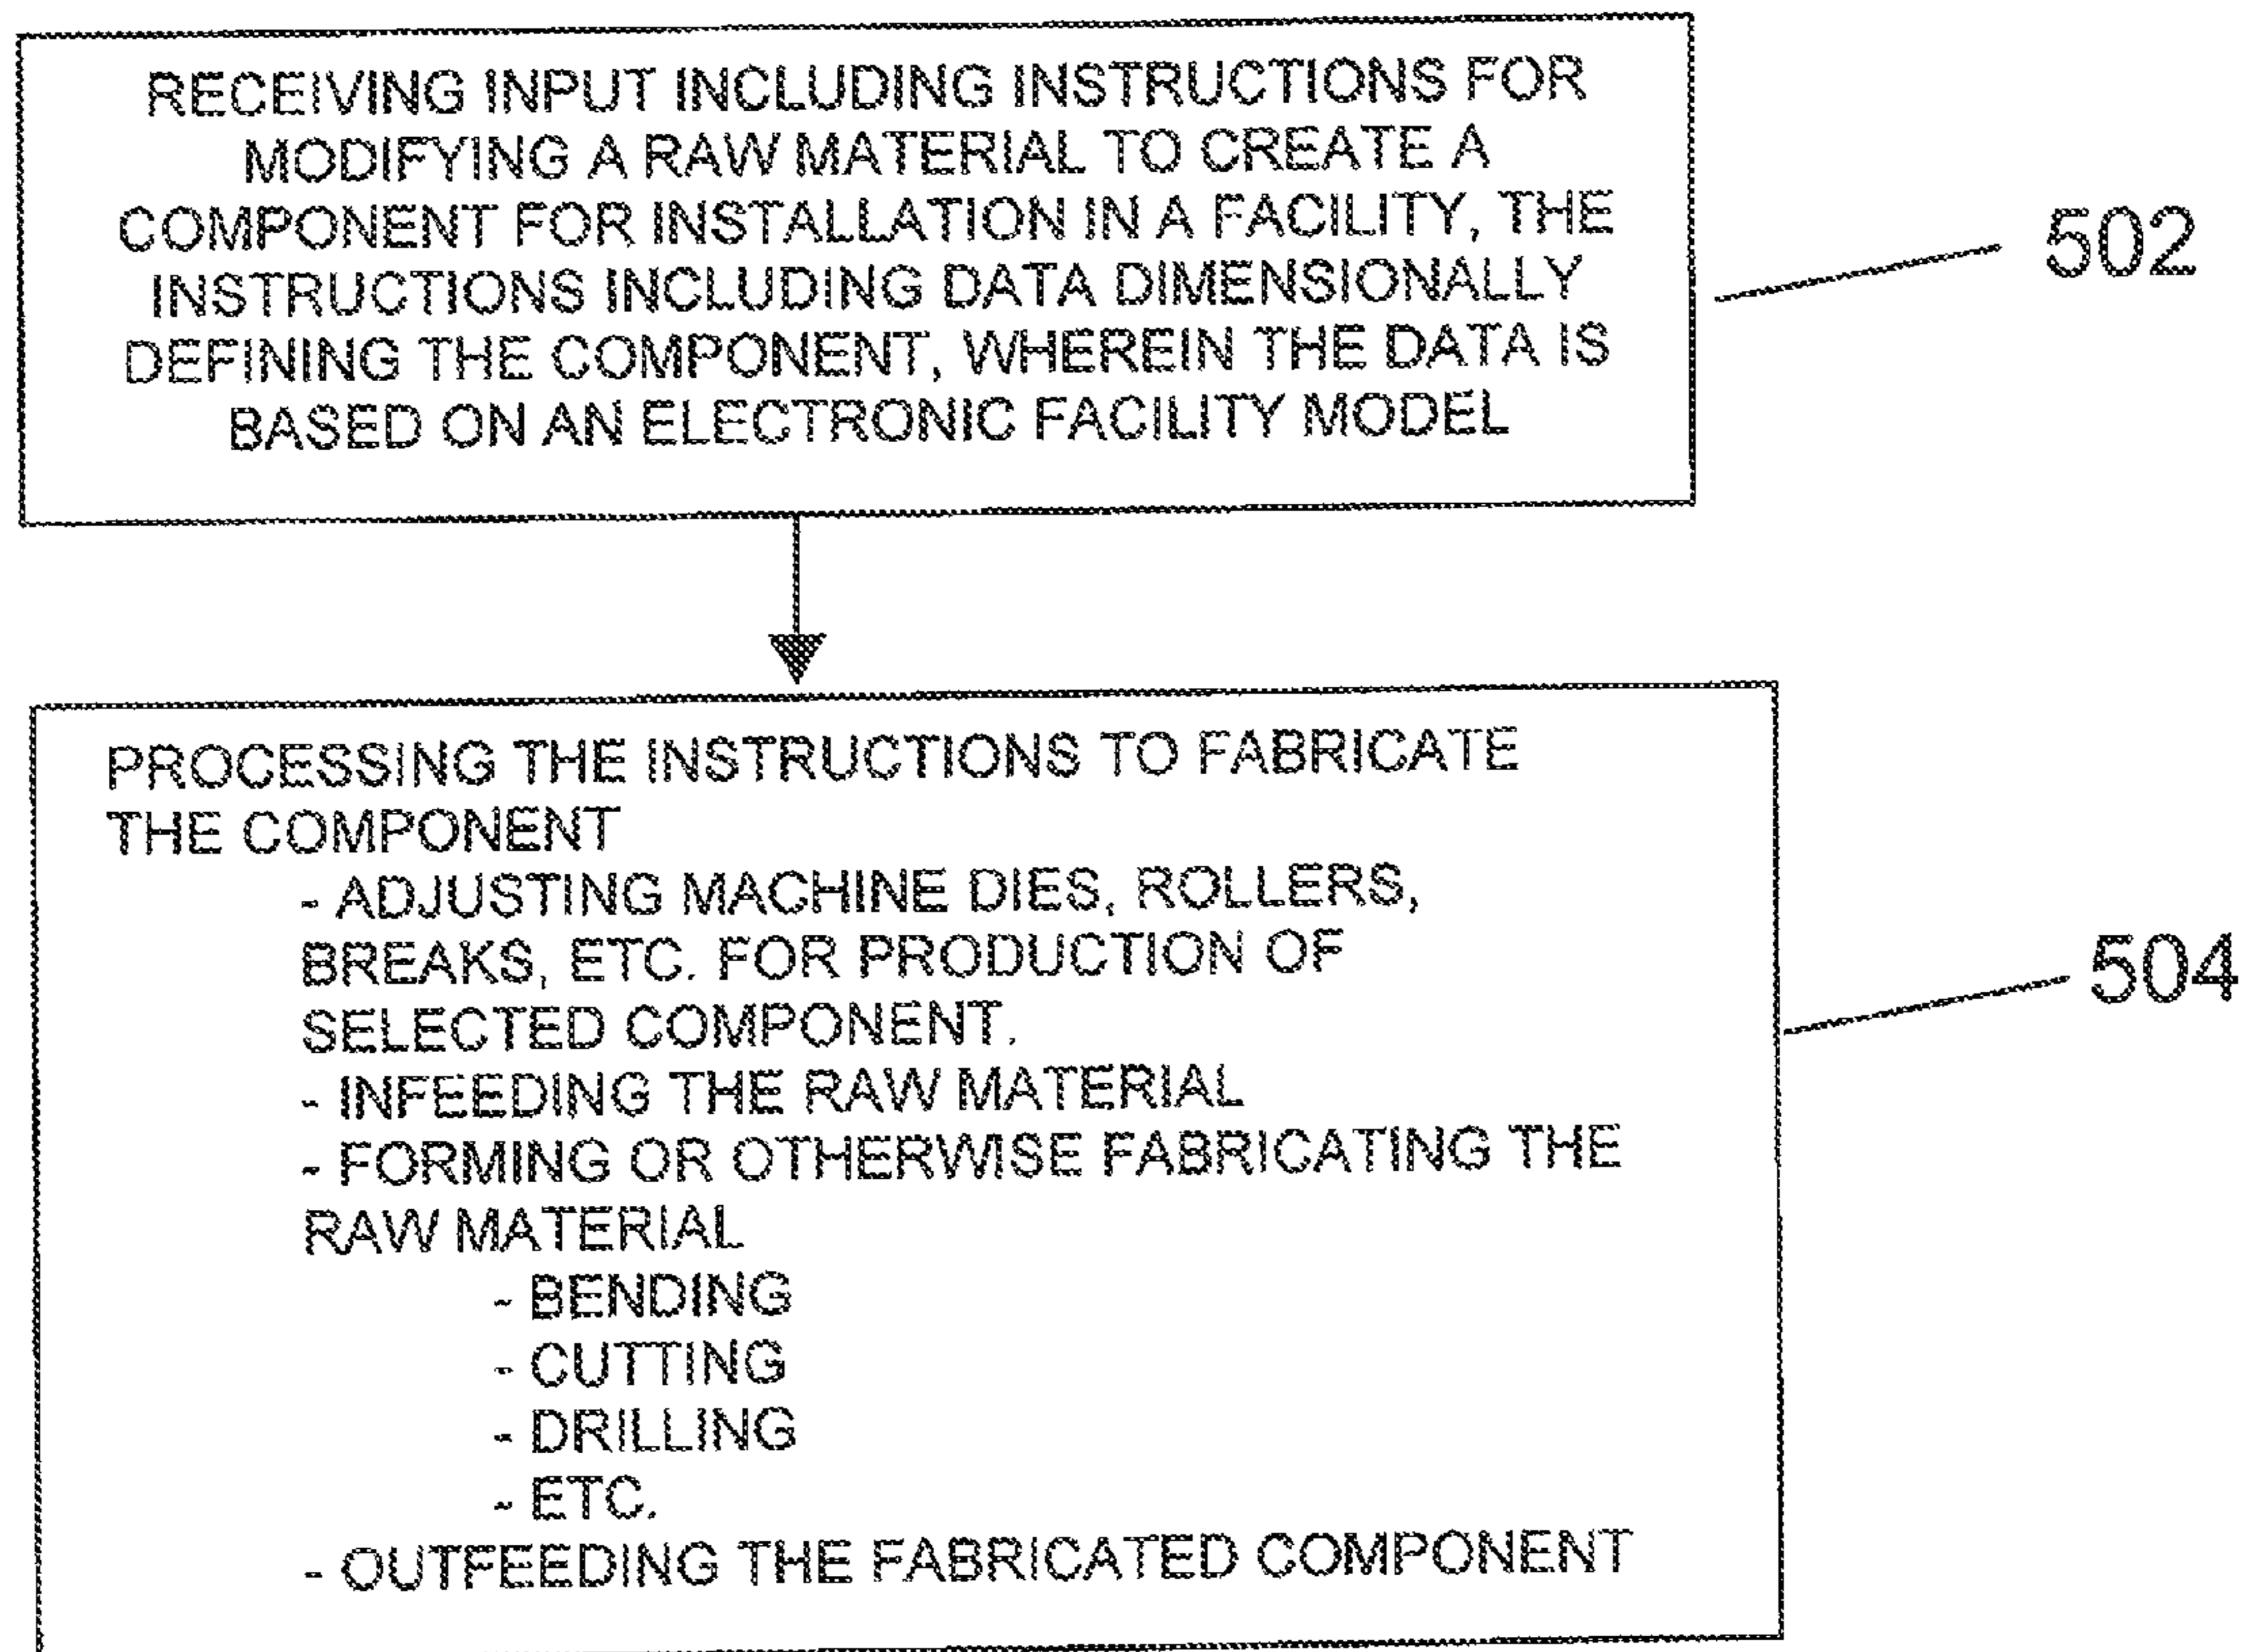 RECEIVING INPUT INCLUDING INSTRUCTIONS FOR
MODIFYING A RAW MATERIAL TO CREATE A
COMPONENT FOR INSTALLATION IN A FACILITY, THE
INSTRUCTIONS INCLUDING DATA DIMENSIONALLY
DEFINING THE COMPONENT, WHEREIN THE DATA IS
BASED ON AN ELECTRONIC FACILITY MODEL
502
PROCESSING THE INSTRUCTIONS TO FABRICATE
THE COMPONENT
- ADJUSTING MACHINE DIES, ROLLERS,
BREAKS, ETC. FOR PRODUCTION OF
SELECTED COMPONENT.
- INFEEDING THE RAW MATERIAL
- FORMING OR OTHERWISE FABRICATING THE
RAW MATERIAL
- BENDING
- CUTTING
- DRILLING
- ETC.
- OUTFEEDING THE FABRICATED COMPONENT
504